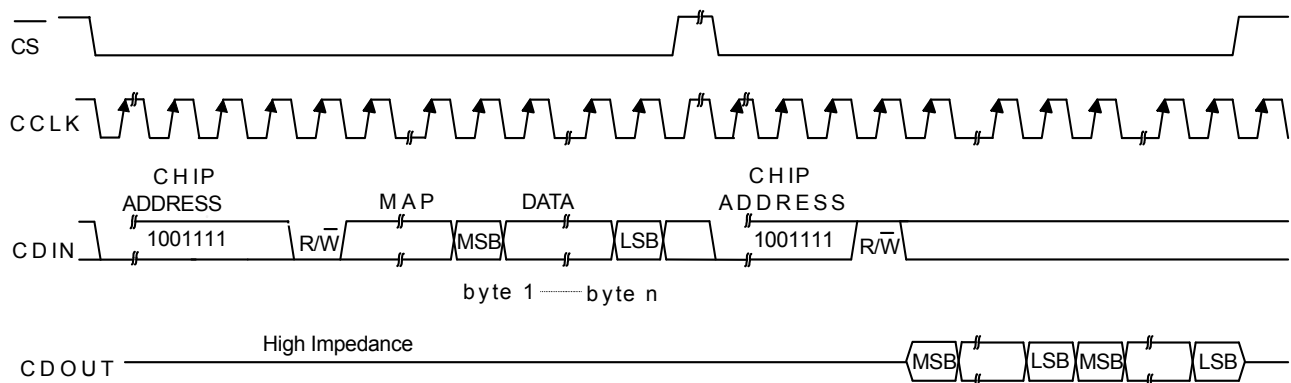 CS
CCLK
CHIP
ADDRESS
MAP
DATA
CHIP
ADDRESS
CDIN
1001111
R/W
MSB
LSB
1001111
R/W
byte 1 byte n
High Impedance
CDOUT
MSB
LSB
MSB
LSB